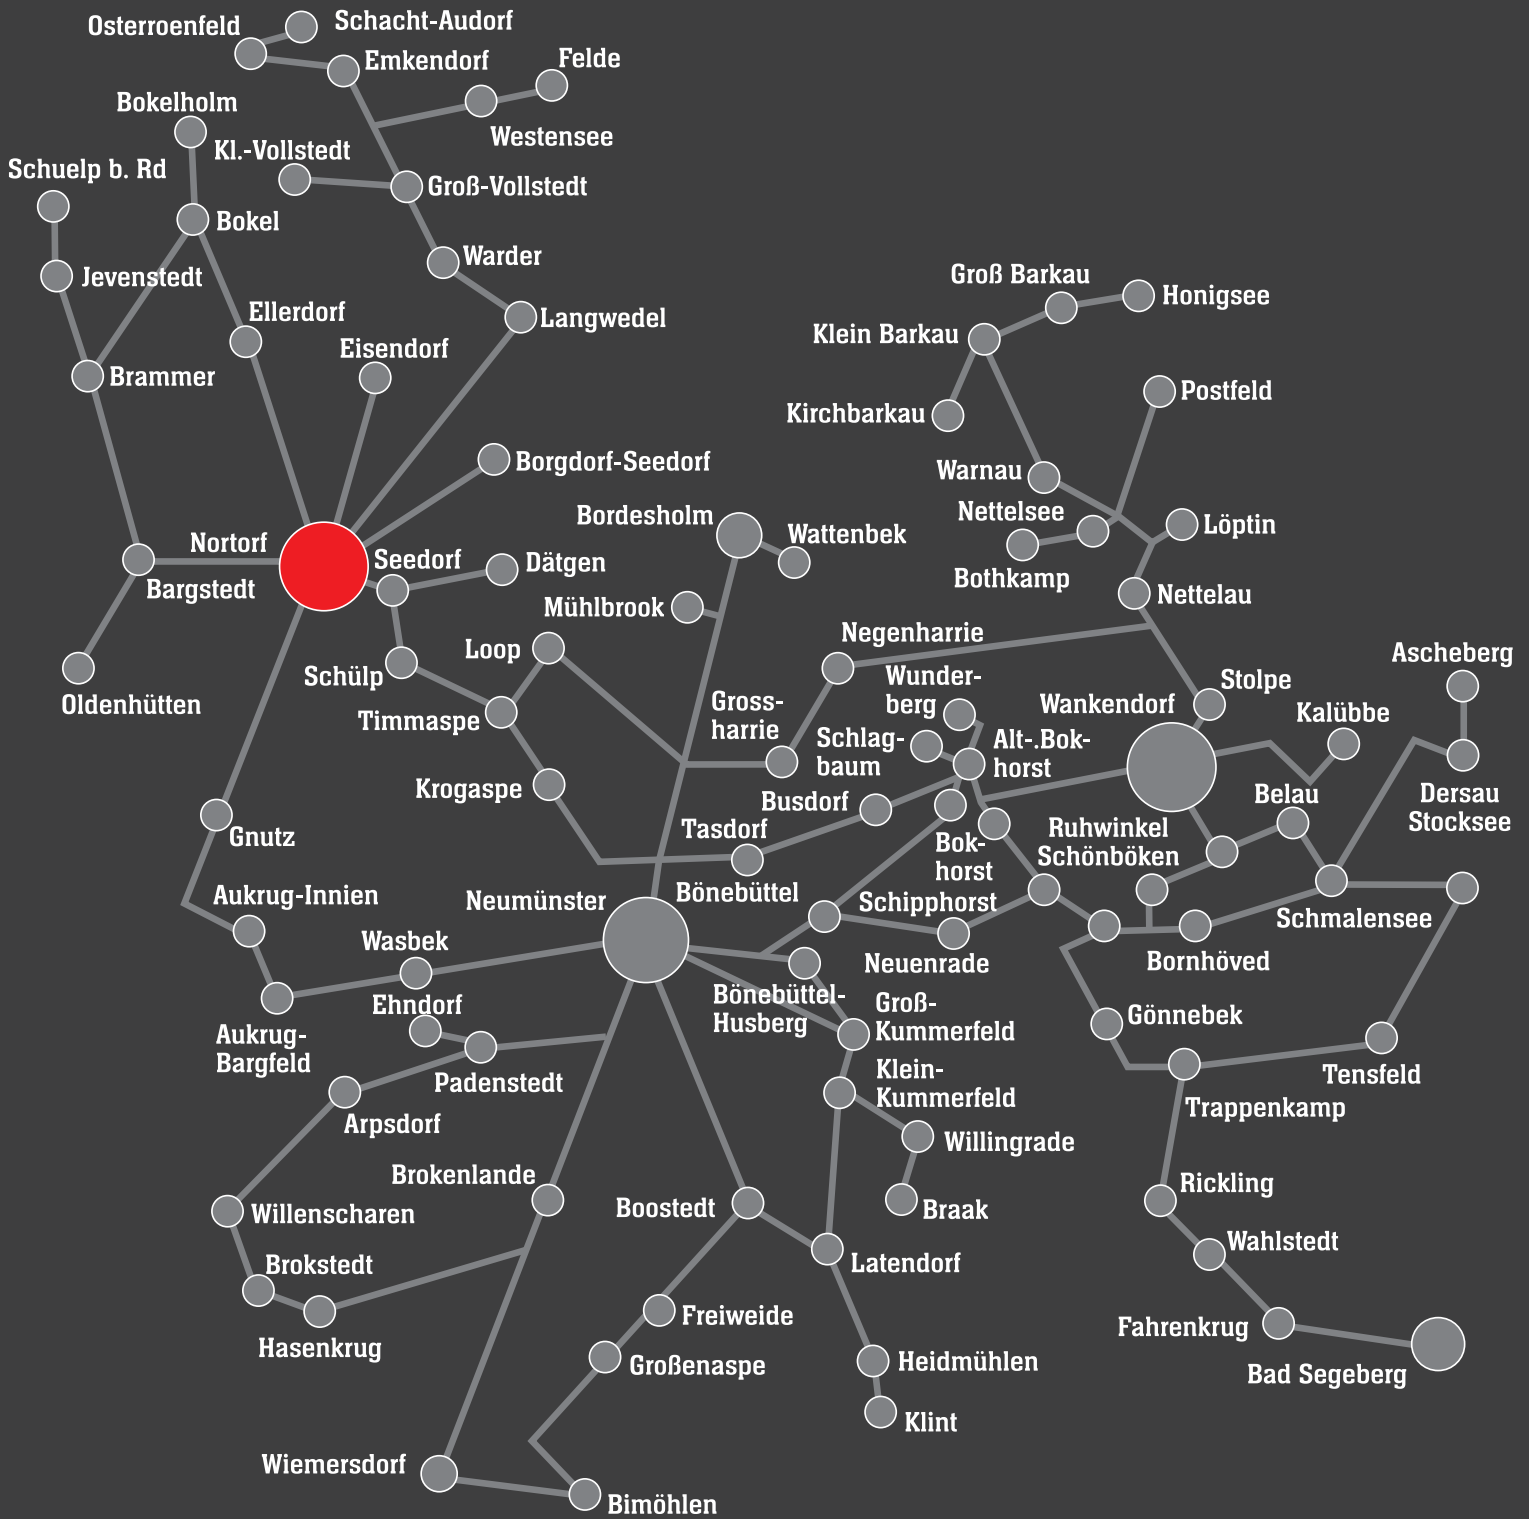 Schacht-Audorf
Osterroenfeld
Emkendorf
Felde
Bokelholm
Westensee
Kl.-Vollstedt
Schuelp b. Rd
Groß-Vollstedt
Bokel
Warder
Jevenstedt
Groß Barkau
Honigsee
Ellerdorf
Langwedel
Klein Barkau
Eisendorf
Brammer
Postfeld
Kirchbarkau
Borgdorf-Seedorf
Warnau
Nettelsee
Bordesholm
Löptin
Wattenbek
Nortorf
Seedorf
Dätgen
Bothkamp
Bargstedt
Nettelau
Mühlbrook
Negenharrie
Loop
Ascheberg
Schülp
Wunder-
berg
Stolpe
Oldenhütten
Gross-
harrie
Wankendorf
Kalübbe
Timmaspe
Schlag-
baum
Alt-.Bok-
horst
Krogaspe
Busdorf
Belau
Dersau
Stocksee
Tasdorf
Ruhwinkel
Gnutz
Bok-
horst
Schönböken
Bönebüttel
Aukrug-Innien
Neumünster
Schipphorst
Schmalensee
Wasbek
Neuenrade
Bornhöved
Bönebüttel-
Husberg
Ehndorf
Groß-
Kummerfeld
Gönnebek
Aukrug-
Bargfeld
Klein-
Kummerfeld
Padenstedt
Tensfeld
Trappenkamp
Arpsdorf
Willingrade
Brokenlande
Rickling
Boostedt
Braak
Willenscharen
Wahlstedt
Brokstedt
Latendorf
Freiweide
Fahrenkrug
Hasenkrug
Großenaspe
Heidmühlen
Bad Segeberg
Klint
Wiemersdorf
Bimöhlen